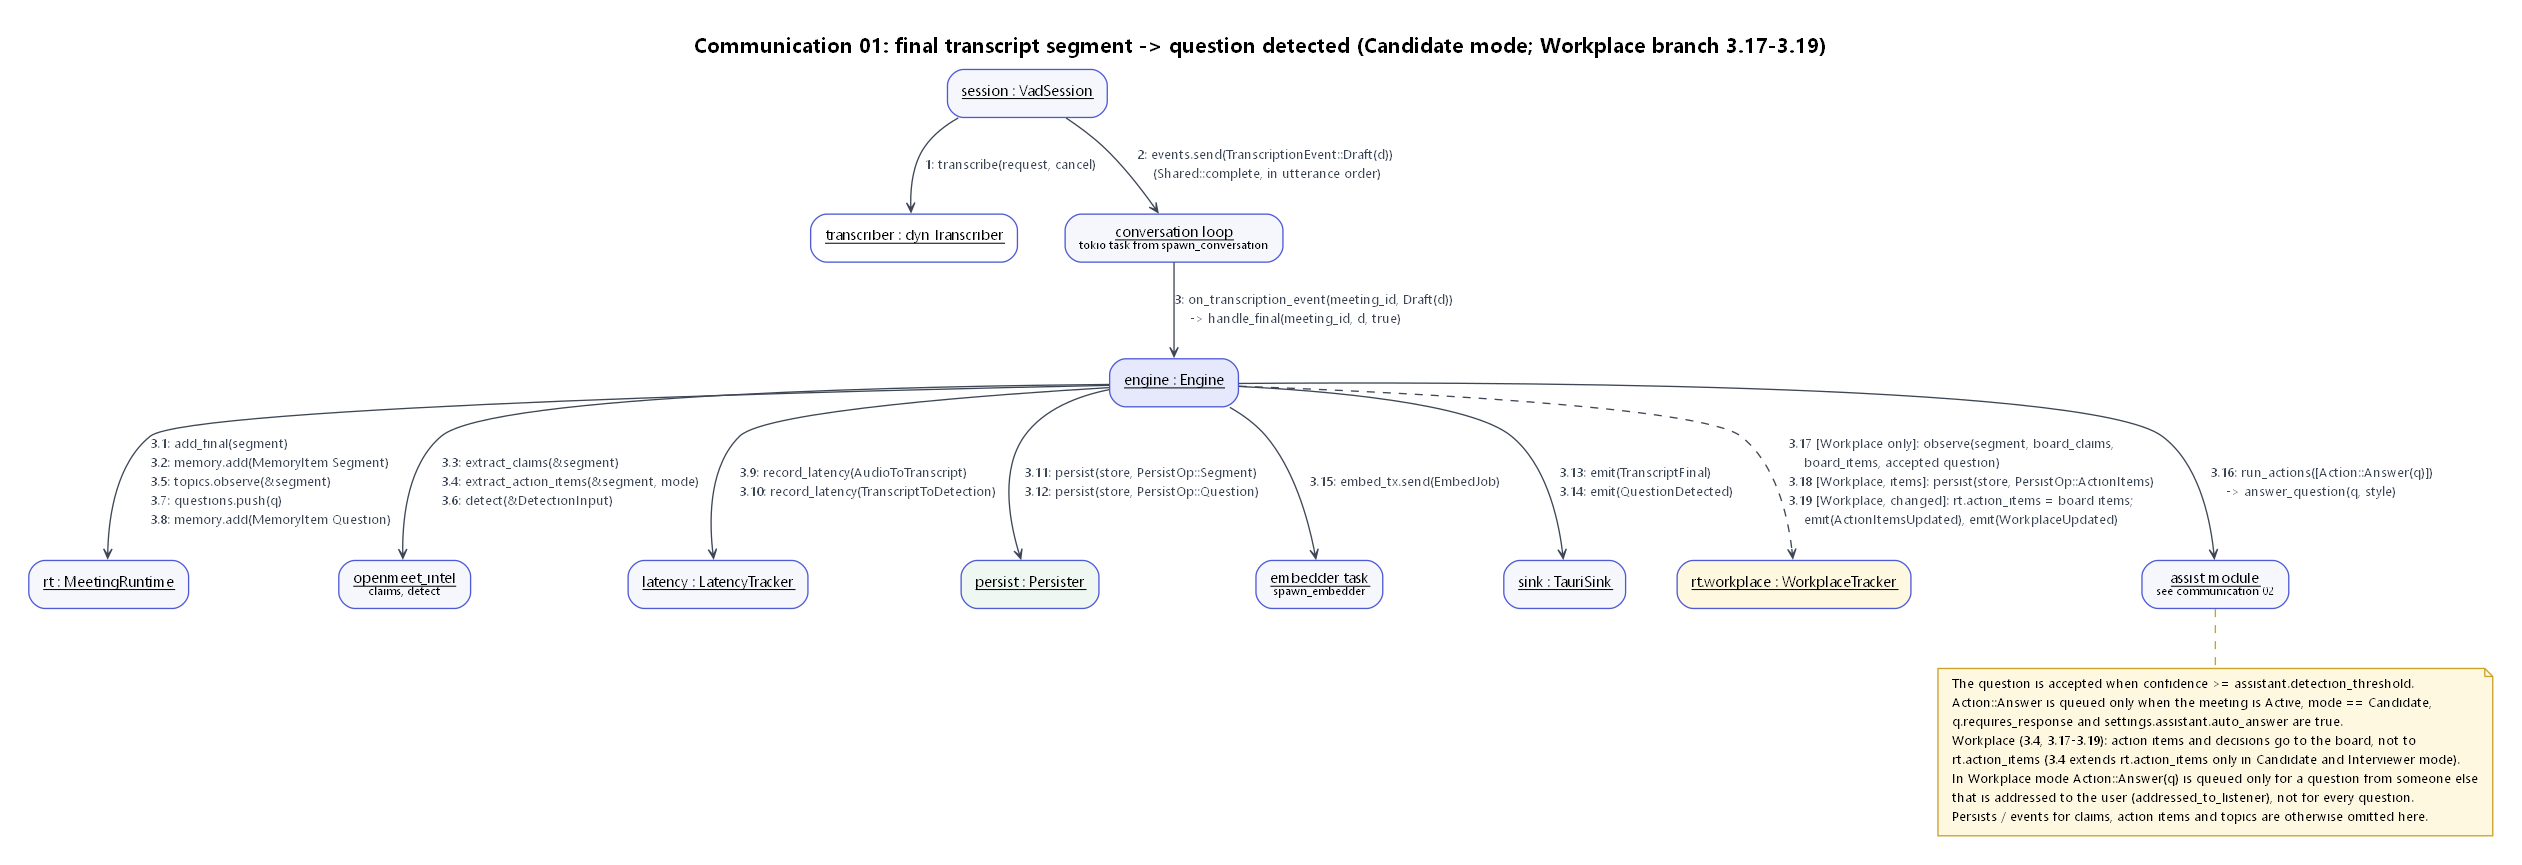 Communication 01: final transcript segment -> question detected (Candidate mode; Workplace branch 3.17-3.19)
session : VadSession
1: transcribe(request, cancel)
2: events.send(TranscriptionEvent::Draft(d))
(Shared::complete, in utterance order)
transcriber : dyn Transcriber
conversation loop
tokio task from spawn_conversation
3: on_transcription_event(meeting_id, Draft(d))
-> handle_final(meeting_id, d, true)
engine : Engine
3.1: add_final(segment)
3.2: memory.add(MemoryItem Segment)
3.5: topics.observe(&segment)
3.7: questions.push(q)
3.8: memory.add(MemoryItem Question)
3.3: extract_claims(&segment)
3.4: extract_action_items(&segment, mode)
3.6: detect(&DetectionInput)
3.9: record_latency(AudioToTranscript)
3.10: record_latency(TranscriptToDetection)
3.11: persist(store, PersistOp::Segment)
3.12: persist(store, PersistOp::Question)
3.15: embed_tx.send(EmbedJob)
3.13: emit(TranscriptFinal)
3.14: emit(QuestionDetected)
3.17 [Workplace only]: observe(segment, board_claims,
board_items, accepted question)
3.18 [Workplace, items]: persist(store, PersistOp::ActionItems)
3.19 [Workplace, changed]: rt.action_items = board items;
emit(ActionItemsUpdated), emit(WorkplaceUpdated)
3.16: run_actions([Action::Answer(q)])
-> answer_question(q, style)
rt : MeetingRuntime
openmeet_intel
claims, detect
latency : LatencyTracker
persist : Persister
embedder task
spawn_embedder
sink : TauriSink
rt.workplace : WorkplaceTracker
assist module
see communication 02
The question is accepted when confidence >= assistant.detection_threshold.
Action::Answer is queued only when the meeting is Active, mode == Candidate,
q.requires_response and settings.assistant.auto_answer are true.
Workplace (3.4, 3.17-3.19): action items and decisions go to the board, not to
rt.action_items (3.4 extends rt.action_items only in Candidate and Interviewer mode).
In Workplace mode Action::Answer(q) is queued only for a question from someone else
that is addressed to the user (addressed_to_listener), not for every question.
Persists / events for claims, action items and topics are otherwise omitted here.